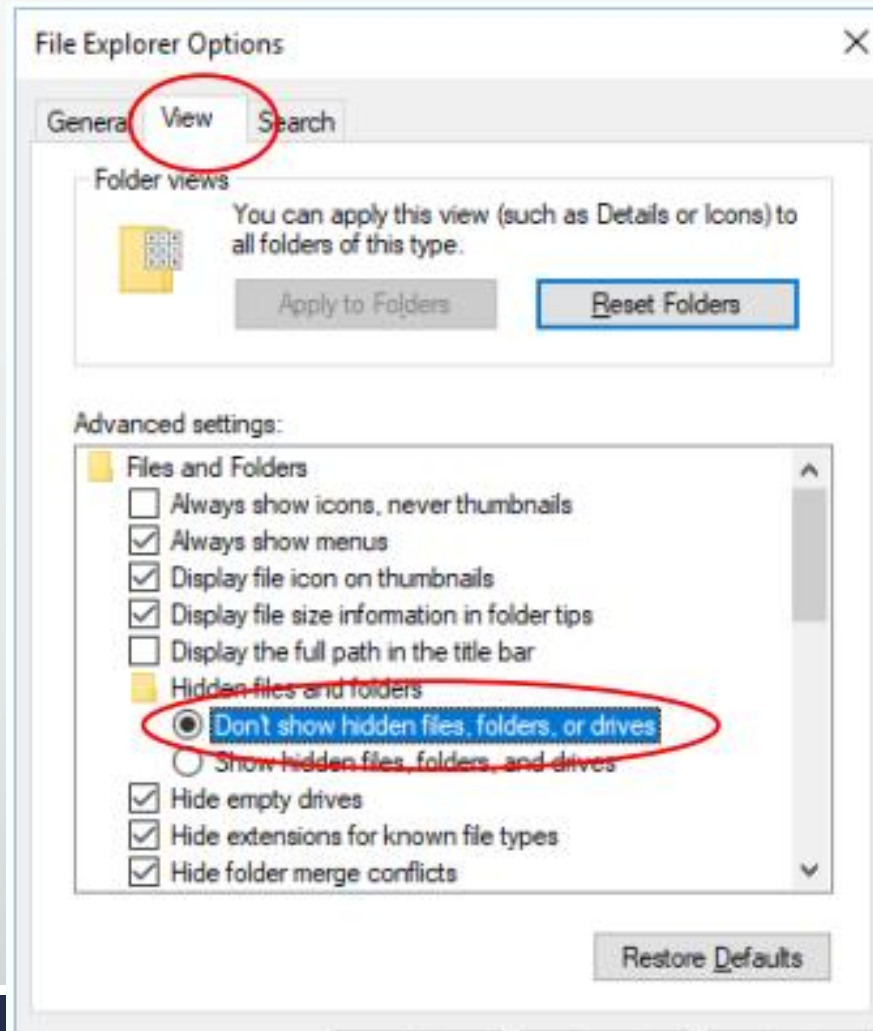 File Explorer Options
General View Search
Folder views
You can apply this view (such as Details or Icons) to
all folders of this type.
Apply to Folders Reset Folders
Advanced settings:
Files and Folders
Always show icons, never thumbnails
Always show menus
Display file icon on thumbnails
Display file size information in folder tips
Display the full path in the title bar
Hidden files and folders
Don't show hidden files, folders, or drives
Show hidden files, folders, and drives
Hide empty drives
Hide extensions for known file types
Hide folder merge conflicts
Restore Defaults